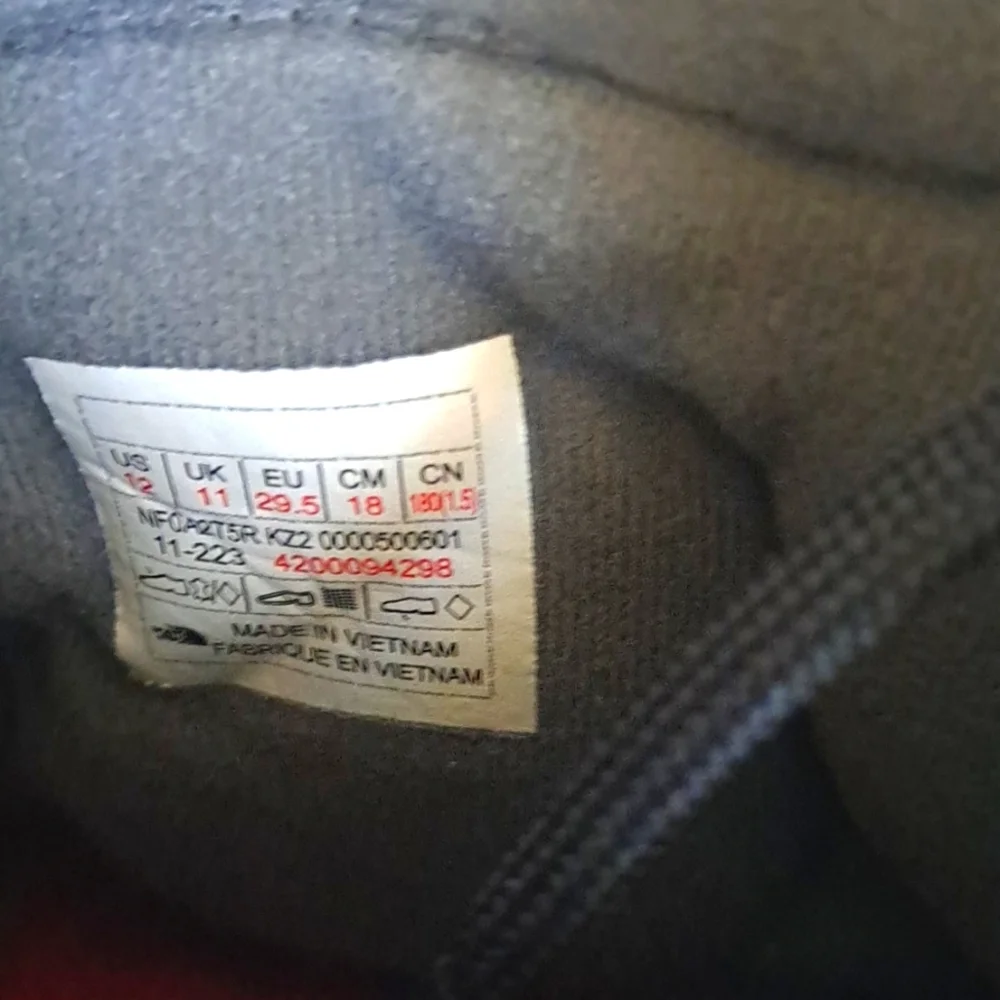 US UK EU CM CN
12 11 29.5 18 180(1.5)
NF0A2T5R KZ2 0000500601
11-223 4200094298
MADE IN VIETNAM
FABRIQUE EN VIETNAM